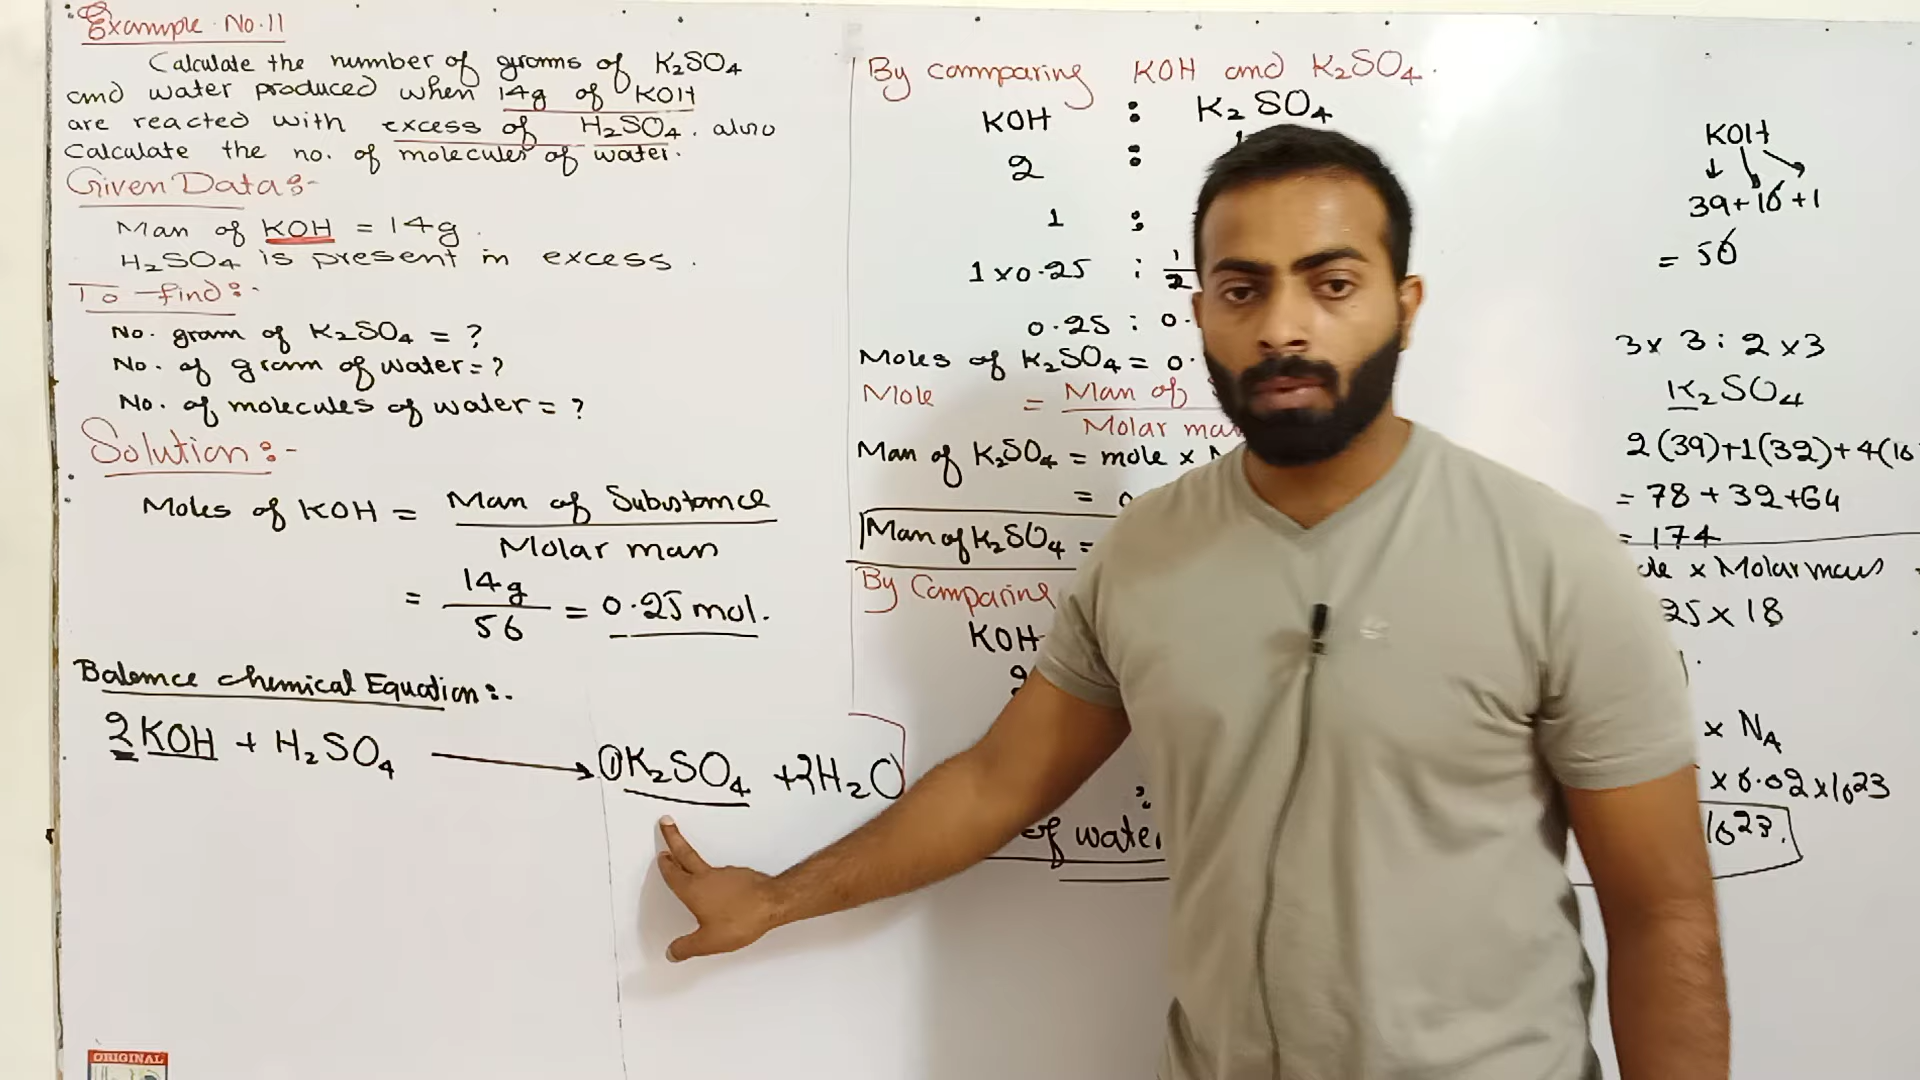 Example No.11
Calculate the number of grams of K₂SO₄
and water produced when 14g of KOH
are reacted with excess of H₂SO₄. also
Calculate the no. of molecules of water.
Given Data:-
Mass of KOH = 14g.
H₂SO₄ is present in excess.
To find:-
No. gram of K₂SO₄ = ?
No. of gram of water = ?
No. of molecules of water = ?
Solution:-
Moles of KOH = Mass of Substance
Molar mass
= 14g / 56 = 0.25 mol.
Balance chemical Equation:-
2KOH + H₂SO₄ → 1K₂SO₄ + 2H₂O
By comparing KOH and K₂SO₄.
KOH : K₂SO₄
2 :
1 :
1 x 0.25 : 1/2
0.25 : 0.
Moles of K₂SO₄ = 0.
Mole = Mass of
Molar mass
Mass of K₂SO₄ = mole x
= 0
Mass of K₂SO₄ =
By Comparing
KOH
2
:
of water
KOH
39+16+1
= 56
3x3 : 2x3
K₂SO₄
2(39)+1(32)+4(16
= 78+32+64
= 174
x Molar mass
25 x 18
x Nₐ
x 6.02 x 10²³
10²³.
ORIGINAL